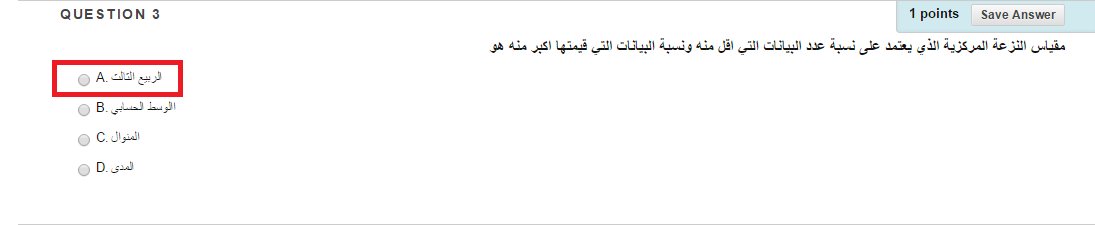 QUESTION 3
1 points
Save Answer
مقياس النزعة المركزية الذي يعتمد على نسبة عدد البيانات التي اقل منه ونسبة البيانات التي قيمتها اكبر منه هو
A. الربيع الثالث
B. االوسط الحسابي
C. المنوال
D. المدى